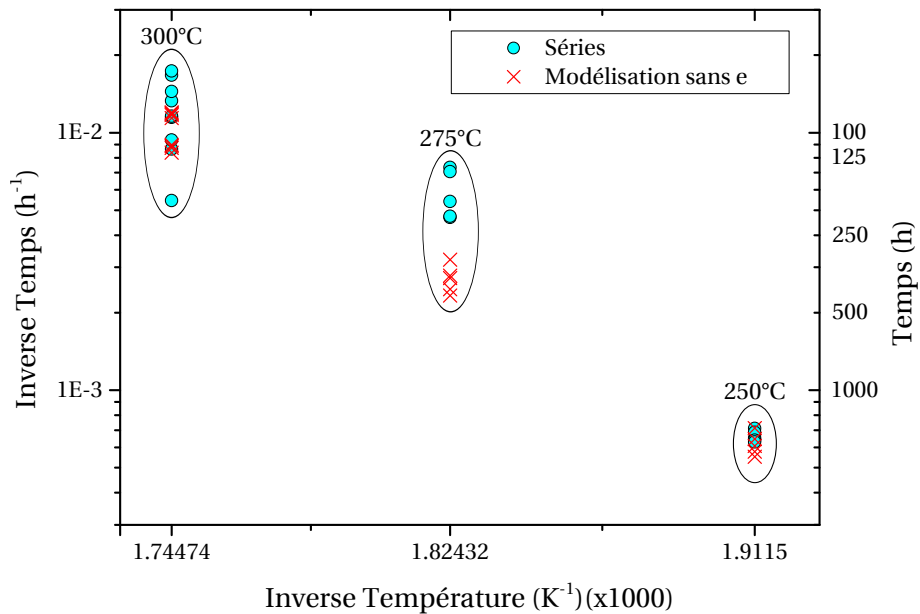 300°C
Séries
Modélisation sans e
1E-2
275°C
100
125
250
500
1E-3
250°C
1000
Inverse Temps (h-1)
Temps (h)
1.74474
1.82432
1.9115
Inverse Température (K-1)(x1000)